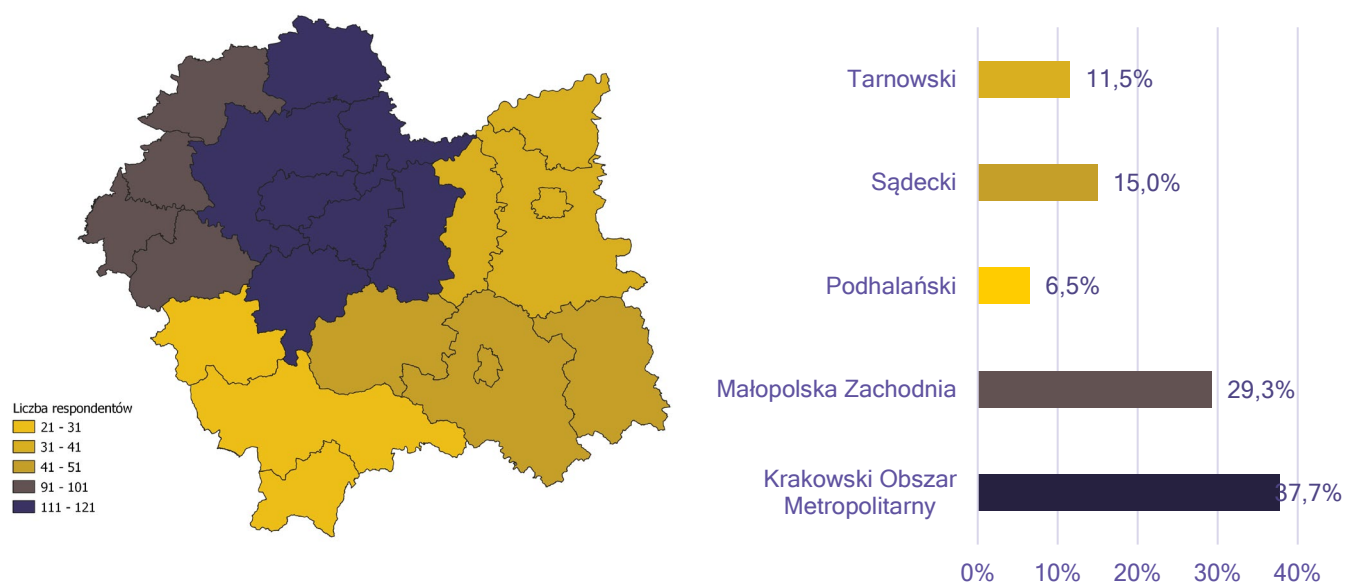 Liczba respondentów
21 - 31
31 - 41
41 - 51
91 - 101
111 - 121
Tarnowski
11,5%
Sądecki
15,0%
Podhalański
6,5%
Małopolska Zachodnia
29,3%
Krakowski Obszar
Metropolitarny
37,7%
0% 10% 20% 30% 40%